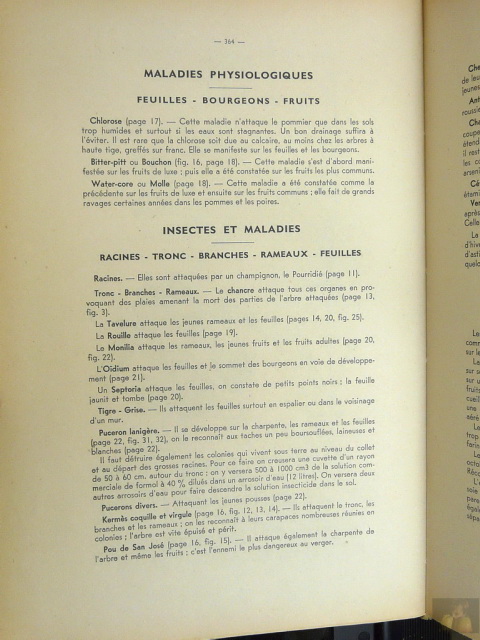 — 364 —
MALADIES PHYSIOLOGIQUES
FEUILLES - BOURGEONS - FRUITS
Chlorose (page 17). — Cette maladie n'attaque le pommier que dans les sols
trop humides et surtout si les eaux sont stagnantes. Un bon drainage suffira à
l'éviter. Il est rare que la chlorose soit due au calcaire, au moins chez les arbres à
haute tige, greffés sur franc. Elle se manifeste sur les feuilles et les bourgeons.
Bitter-pitt ou Bouchon (fig. 16, page 18). — Cette maladie s'est d'abord mani-
festée sur les fruits de luxe ; puis elle a été constatée sur les fruits les plus communs.
Water-core ou Molle (page 18). — Cette maladie a été constatée comme la
précédente sur les fruits de luxe et ensuite sur les fruits communs ; elle fait de grands
ravages certaines années dans les pommes et les poires.
INSECTES ET MALADIES
RACINES - TRONC - BRANCHES - RAMEAUX - FEUILLES
Racines. — Elles sont attaquées par un champignon, le Pourridié (page 11).
Tronc - Branches - Rameaux. — Le chancre attaque tous ces organes en pro-
voquant des plaies amenant la mort des parties de l'arbre attaquées (page 13,
fig. 3).
La Tavelure attaque les jeunes rameaux et les feuilles (pages 14, 20, fig. 25).
La Rouille attaque les feuilles (page 19).
La Monilia attaque les rameaux, les jeunes fruits et les fruits adultes (page 20,
fig. 22).
L'Oïdium attaque les feuilles et le sommet des bourgeons en voie de développe-
ment (page 21).
Un Septoria attaque les feuilles, on constate de petits points noirs ; la feuille
jaunit et tombe (page 20).
Tigre - Grise. — Ils attaquent les feuilles surtout en espalier ou dans le voisinage
d'un mur.
Puceron lanigère. — Il se développe sur la charpente, les rameaux et les feuilles
(page 22, fig. 31, 32), on le reconnaît aux taches un peu boursouflées, laineuses et
blanches (page 22).
Il faut détruire également les colonies qui vivent sous terre au niveau du collet
et au départ des grosses racines. Pour ce faire on creusera une cuvette d'un rayon
de 50 à 60 cm. autour du tronc ; on y versera 500 à 1000 cm3 de la solution com-
merciale de formol à 40 % dilués dans un arrosoir d'eau (12 litres). On versera deux
autres arrosoirs d'eau pour faire descendre la solution insecticide dans le sol.
Pucerons divers. — Attaquant les jeunes pousses (page 22).
Kermès coquille et virgule (page 16, fig. 12, 13, 14). — Ils attaquent le tronc, les
branches et les rameaux ; on les reconnaît à leurs carapaces nombreuses réunies en
colonies ; l'arbre est vite épuisé et périt.
Pou de San José (page 16, fig. 15). — Il attaque également la charpente de
l'arbre et même les fruits ; c'est l'ennemi le plus dangereux au verger.